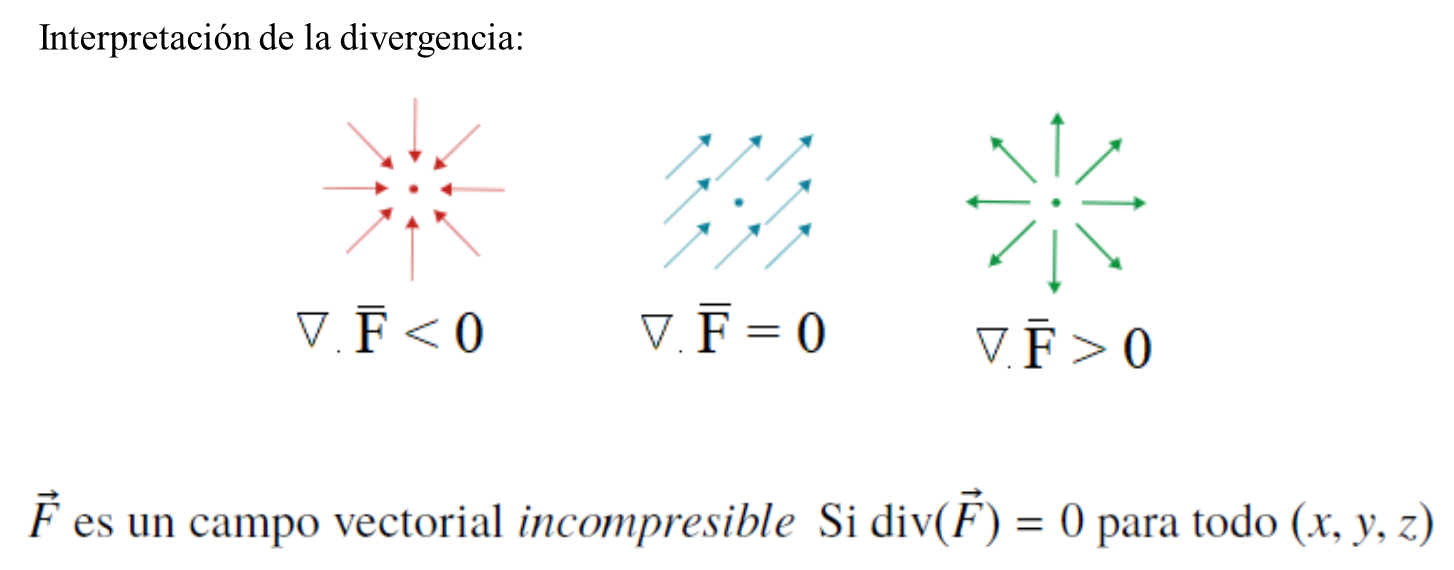 Interpretación de la divergencia:
∇ . F̅ < 0
∇ . F̅ = 0
∇ . F̅ > 0
F⃗ es un campo vectorial incompresible Si div(F⃗) = 0 para todo (x, y, z)